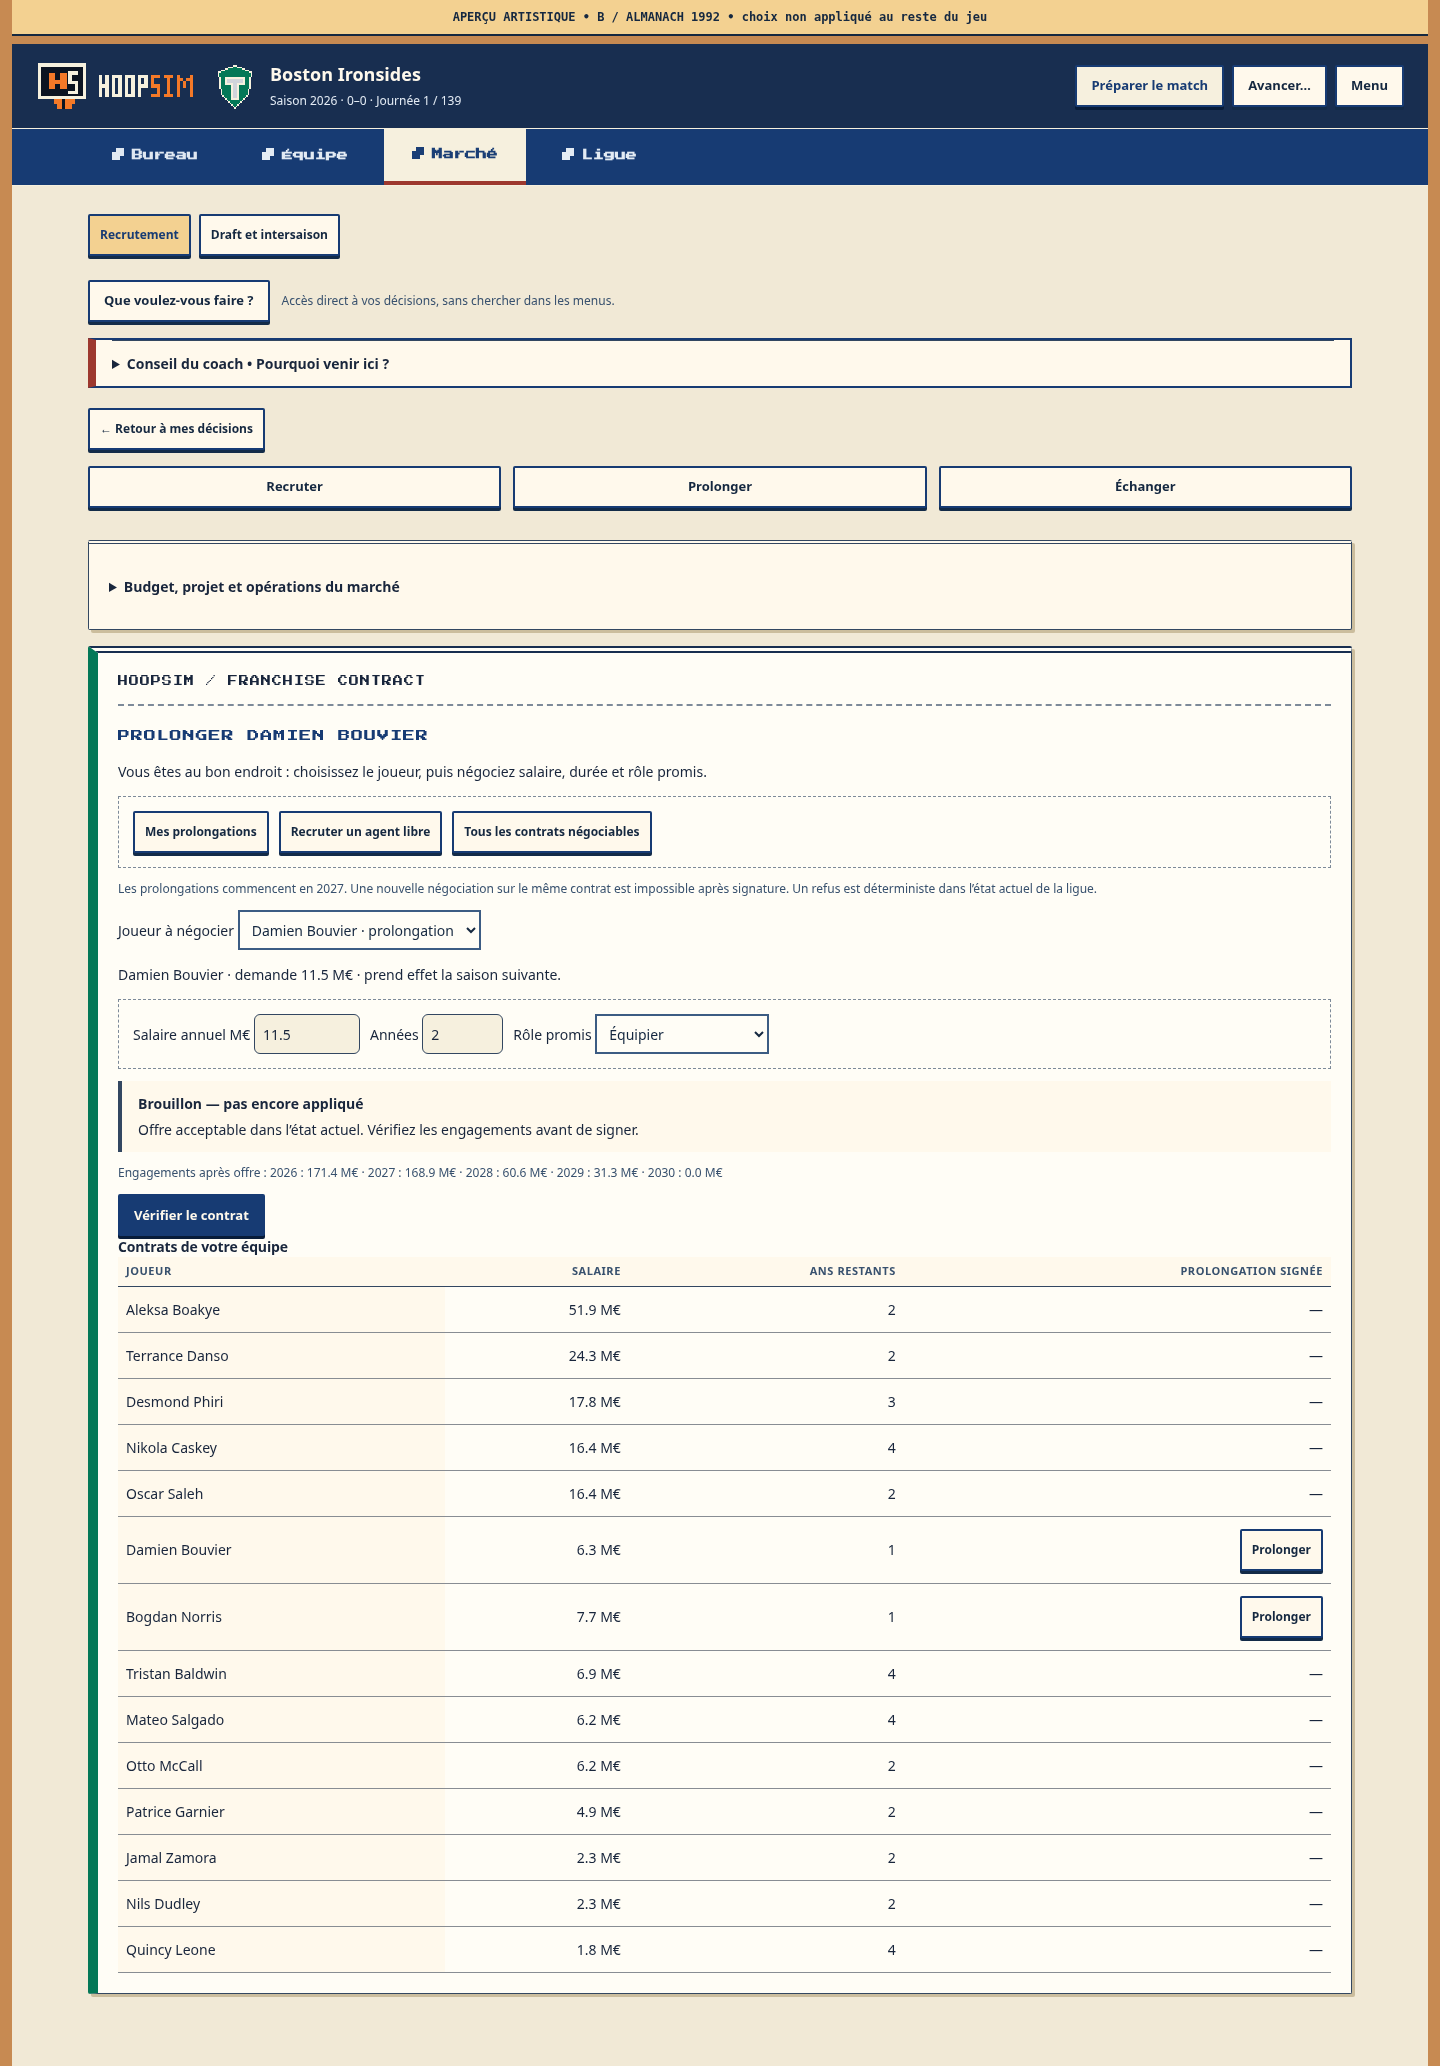 APERÇU ARTISTIQUE • B / ALMANACH 1992 • choix non appliqué au reste du jeu
HS HOOPSIM
T
Boston Ironsides
Saison 2026 · 0–0 · Journée 1 / 139
Préparer le match
Avancer…
Menu
Bureau
Équipe
Marché
Ligue
Recrutement
Draft et intersaison
Que voulez-vous faire ?
Accès direct à vos décisions, sans chercher dans les menus.
▶ Conseil du coach • Pourquoi venir ici ?
← Retour à mes décisions
Recruter
Prolonger
Échanger
▶ Budget, projet et opérations du marché
HOOPSIM / FRANCHISE CONTRACT
PROLONGER DAMIEN BOUVIER
Vous êtes au bon endroit : choisissez le joueur, puis négociez salaire, durée et rôle promis.
Mes prolongations
Recruter un agent libre
Tous les contrats négociables
Les prolongations commencent en 2027. Une nouvelle négociation sur le même contrat est impossible après signature. Un refus est déterministe dans l’état actuel de la ligue.
Joueur à négocier Damien Bouvier · prolongation
Damien Bouvier · demande 11.5 M€ · prend effet la saison suivante.
Salaire annuel M€ 11.5 Années 2 Rôle promis Équipier
Brouillon — pas encore appliqué
Offre acceptable dans l’état actuel. Vérifiez les engagements avant de signer.
Engagements après offre : 2026 : 171.4 M€ · 2027 : 168.9 M€ · 2028 : 60.6 M€ · 2029 : 31.3 M€ · 2030 : 0.0 M€
Vérifier le contrat
Contrats de votre équipe
JOUEUR SALAIRE ANS RESTANTS PROLONGATION SIGNÉE
Aleksa Boakye 51.9 M€ 2 —
Terrance Danso 24.3 M€ 2 —
Desmond Phiri 17.8 M€ 3 —
Nikola Caskey 16.4 M€ 4 —
Oscar Saleh 16.4 M€ 2 —
Damien Bouvier 6.3 M€ 1 Prolonger
Bogdan Norris 7.7 M€ 1 Prolonger
Tristan Baldwin 6.9 M€ 4 —
Mateo Salgado 6.2 M€ 4 —
Otto McCall 6.2 M€ 2 —
Patrice Garnier 4.9 M€ 2 —
Jamal Zamora 2.3 M€ 2 —
Nils Dudley 2.3 M€ 2 —
Quincy Leone 1.8 M€ 4 —